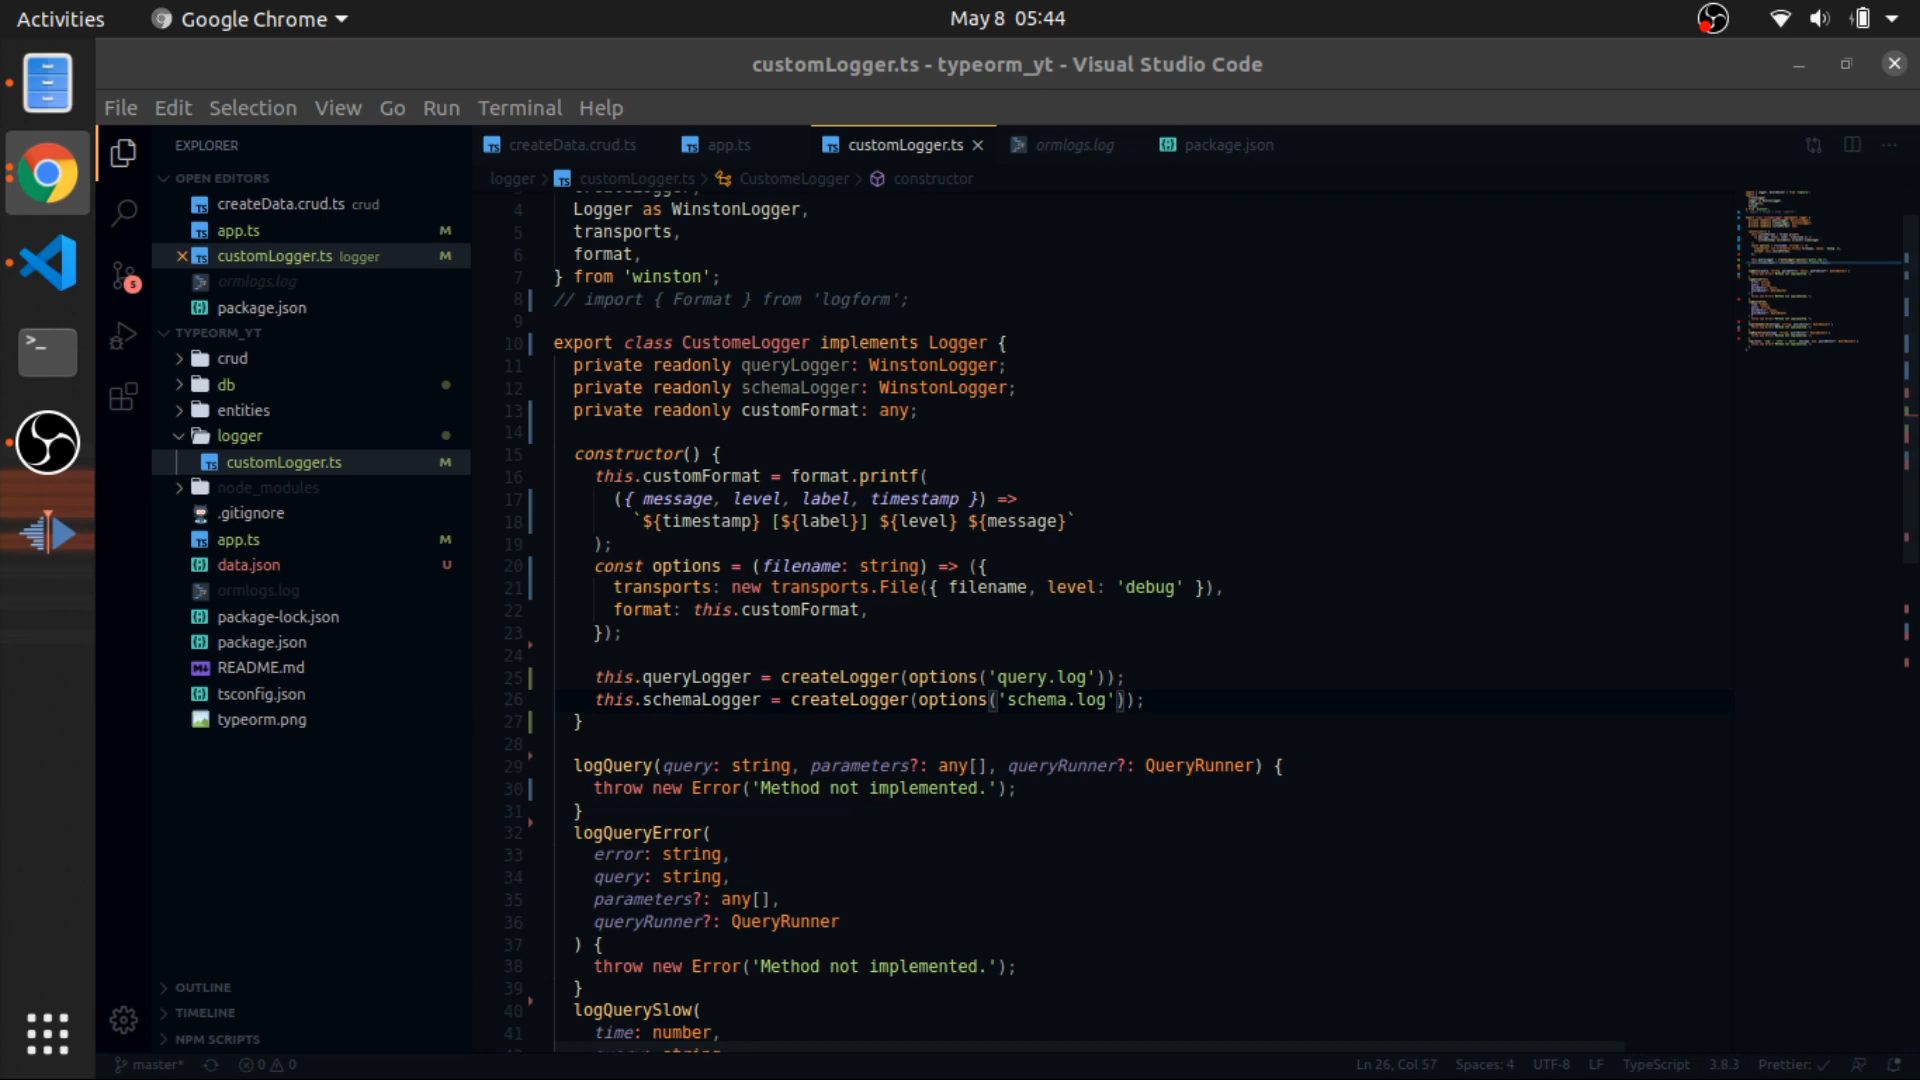 Activities
Google Chrome
May 8 05:44
customLogger.ts - typeorm_yt - Visual Studio Code
File Edit Selection View Go Run Terminal Help
EXPLORER
OPEN EDITORS
createData.crud.ts crud
app.ts M
customLogger.ts logger M
ormlogs.log
package.json
TYPEORM_YT
crud
db
entities
logger
customLogger.ts M
node_modules
.gitignore
app.ts M
data.json U
ormlogs.log
package-lock.json
package.json
README.md
tsconfig.json
typeorm.png
OUTLINE
TIMELINE
NPM SCRIPTS
createData.crud.ts app.ts customLogger.ts ormlogs.log package.json
logger > customLogger.ts > CustomeLogger > constructor
4 Logger as WinstonLogger,
5 transports,
6 format,
7 } from 'winston';
8 // import { Format } from 'logform';
9
10 export class CustomeLogger implements Logger {
11 private readonly queryLogger: WinstonLogger;
12 private readonly schemaLogger: WinstonLogger;
13 private readonly customFormat: any;
14
15 constructor() {
16 this.customFormat = format.printf(
17 ({ message, level, label, timestamp }) =>
18 `${timestamp} [${label}] ${level} ${message}`
19 );
20 const options = (filename: string) => ({
21 transports: new transports.File({ filename, level: 'debug' }),
22 format: this.customFormat,
23 });
24
25 this.queryLogger = createLogger(options('query.log'));
26 this.schemaLogger = createLogger(options('schema.log'));
27 }
28
29 logQuery(query: string, parameters?: any[], queryRunner?: QueryRunner) {
30 throw new Error('Method not implemented.');
31 }
32 logQueryError(
33 error: string,
34 query: string,
35 parameters?: any[],
36 queryRunner?: QueryRunner
37 ) {
38 throw new Error('Method not implemented.');
39 }
40 logQuerySlow(
41 time: number,
master* 0 0 Ln 26, Col 57 Spaces: 4 UTF-8 LF TypeScript 3.8.3 Prettier: ✓